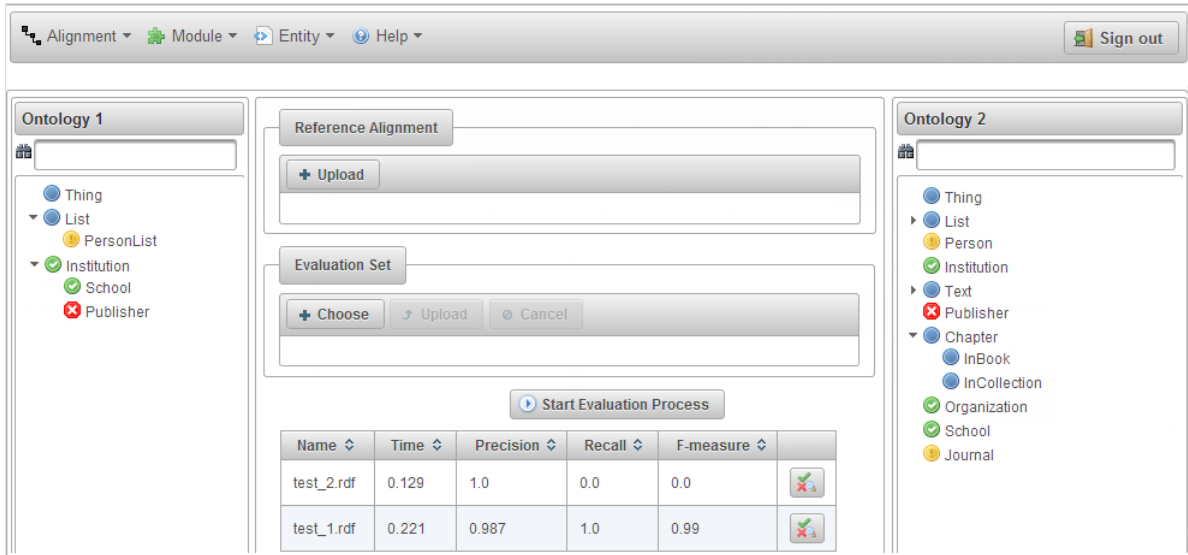 Alignment Module Entity Help Sign out
Ontology 1
Thing
List
PersonList
Institution
School
Publisher
Reference Alignment
Upload
Evaluation Set
Choose Upload Cancel
Start Evaluation Process
Name Time Precision Recall F-measure
test_2.rdf 0.129 1.0 0.0 0.0
test_1.rdf 0.221 0.987 1.0 0.99
Ontology 2
Thing
List
Person
Institution
Text
Publisher
Chapter
InBook
InCollection
Organization
School
Journal